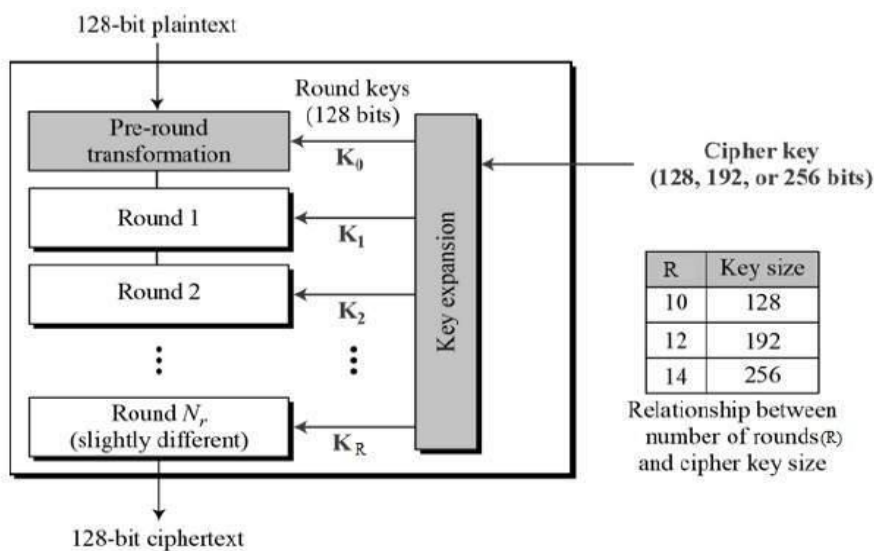 128-bit plaintext
Round keys
(128 bits)
Pre-round
transformation
K0
Cipher key
(128, 192, or 256 bits)
Round 1
K1
Round 2
K2
Key expansion
R Key size
10 128
12 192
14 256
Relationship between
number of rounds(R)
and cipher key size
Round Nr
(slightly different)
KR
128-bit ciphertext